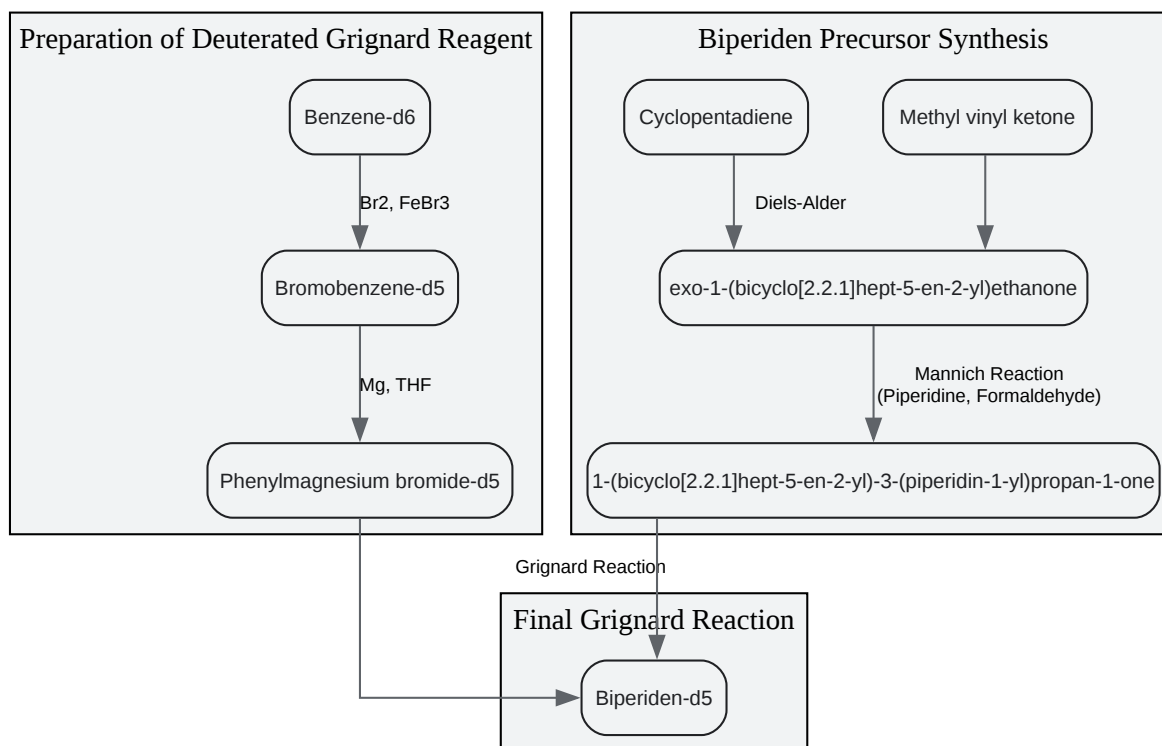 Preparation of Deuterated Grignard Reagent
Benzene-d6
Br2, FeBr3
Bromobenzene-d5
Mg, THF
Phenylmagnesium bromide-d5
Biperiden Precursor Synthesis
Cyclopentadiene
Methyl vinyl ketone
Diels-Alder
exo-1-(bicyclo[2.2.1]hept-5-en-2-yl)ethanone
Mannich Reaction
(Piperidine, Formaldehyde)
1-(bicyclo[2.2.1]hept-5-en-2-yl)-3-(piperidin-1-yl)propan-1-one
Grignard Reaction
Final Grignard Reaction
Biperiden-d5